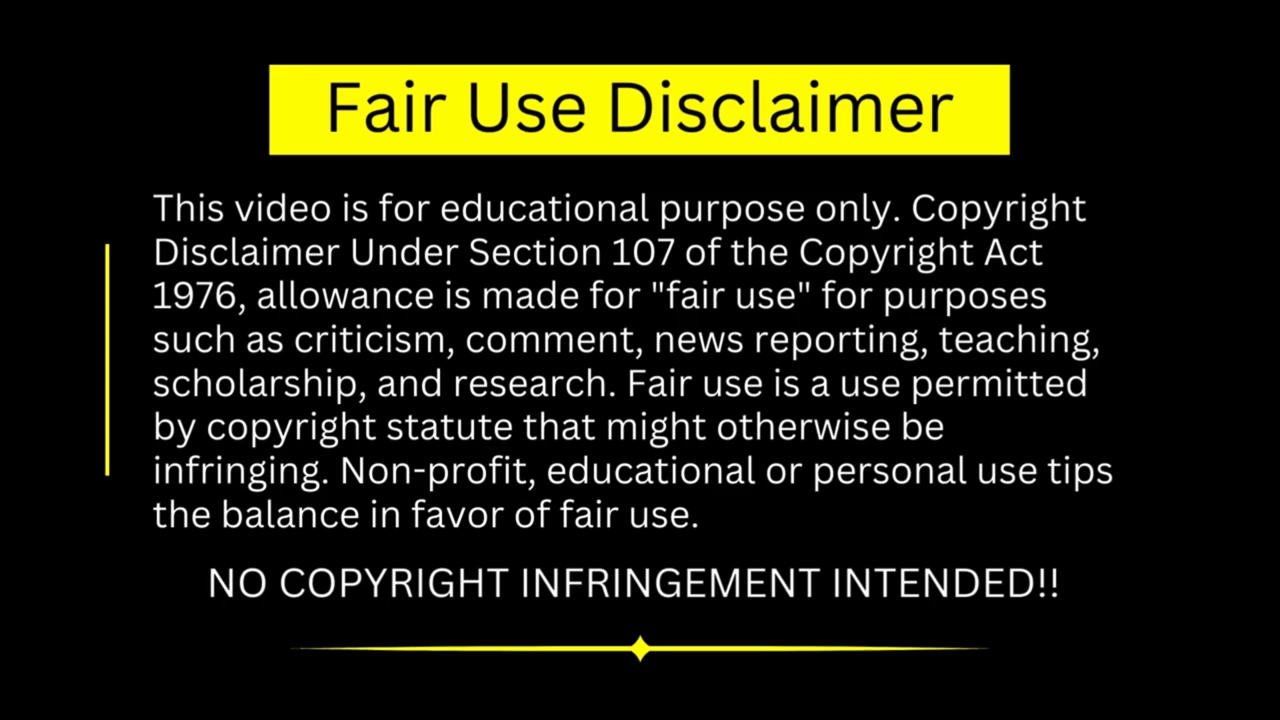 Fair Use Disclaimer
This video is for educational purpose only. Copyright
Disclaimer Under Section 107 of the Copyright Act
1976, allowance is made for "fair use" for purposes
such as criticism, comment, news reporting, teaching,
scholarship, and research. Fair use is a use permitted
by copyright statute that might otherwise be
infringing. Non-profit, educational or personal use tips
the balance in favor of fair use.
NO COPYRIGHT INFRINGEMENT INTENDED!!